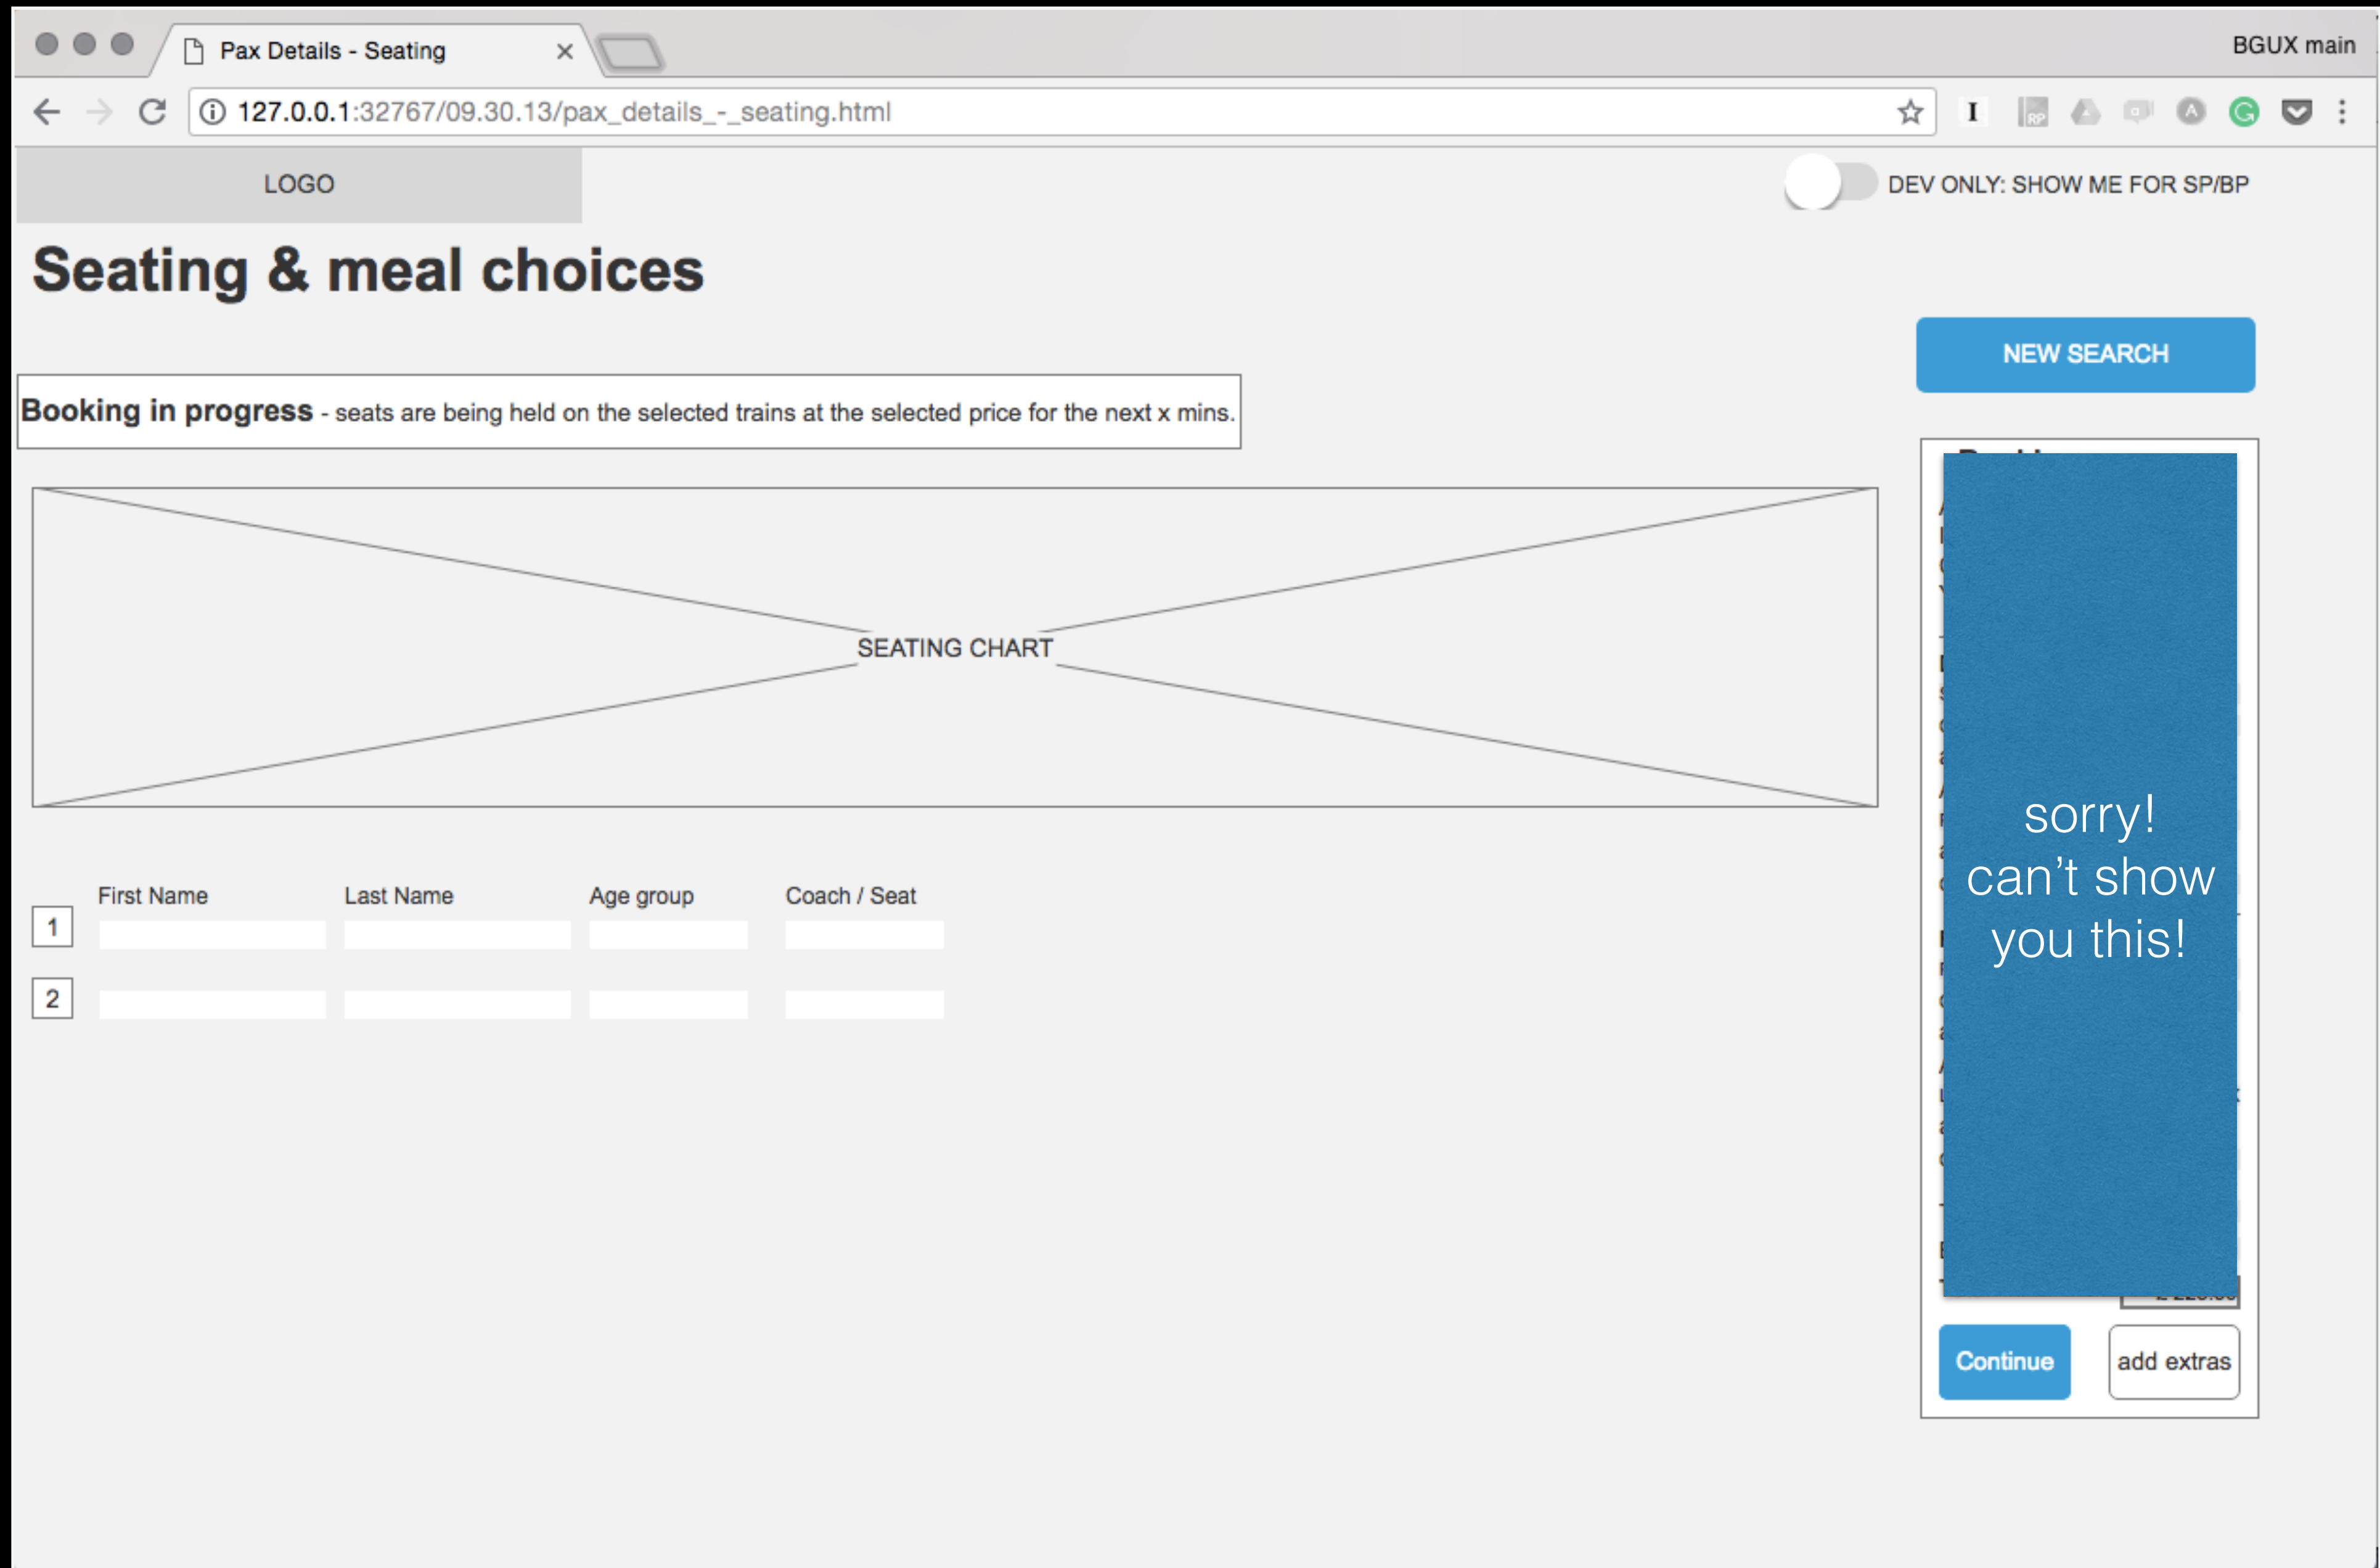 Pax Details - Seating
BGUX main
127.0.0.1:32767/09.30.13/pax_details_-_seating.html
LOGO
DEV ONLY: SHOW ME FOR SP/BP
Seating & meal choices
NEW SEARCH
Booking in progress - seats are being held on the selected trains at the selected price for the next x mins.
SEATING CHART
sorry!
can't show
you this!
First Name Last Name Age group Coach / Seat
1
2
Continue add extras